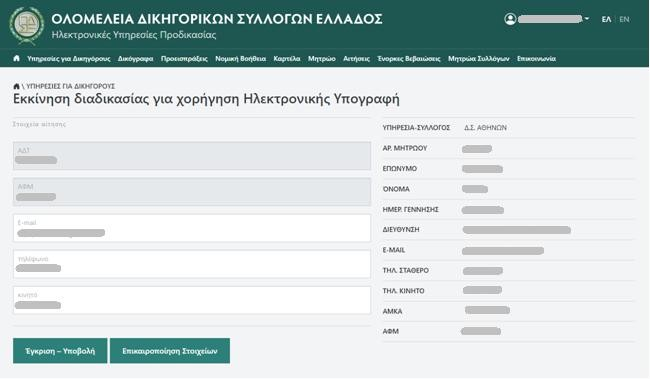 ΟΛΟΜΕΛΕΙΑ ΔΙΚΗΓΟΡΙΚΩΝ ΣΥΛΛΟΓΩΝ ΕΛΛΑΔΟΣ
Ηλεκτρονικές Υπηρεσίες Προδικασίας
ΕΛ | EN
Υπηρεσίες για Δικηγόρους Δικόγραφα Προεισπράξεις Νομική Βοήθεια Καρτέλα Μητρώο Αιτήσεις Ένορκες Βεβαιώσεις Μητρώα Συλλόγων Επικοινωνία
\ ΥΠΗΡΕΣΙΕΣ ΓΙΑ ΔΙΚΗΓΟΡΟΥΣ
Εκκίνηση διαδικασίας για χορήγηση Ηλεκτρονικής Υπογραφή
Στοιχεία αίτησης
ΑΔΤ
ΑΦΜ
E-mail
τηλέφωνο
κινητό
Έγκριση – Υποβολή
Επικαιροποίηση Στοιχείων
ΥΠΗΡΕΣΙΑ-ΣΥΛΛΟΓΟΣ Δ.Σ. ΑΘΗΝΩΝ
ΑΡ. ΜΗΤΡΩΟΥ
ΕΠΩΝΥΜΟ
ΌΝΟΜΑ
ΗΜΕΡ. ΓΕΝΝΗΣΗΣ
ΔΙΕΥΘΥΝΣΗ
E-MAIL
ΤΗΛ. ΣΤΑΘΕΡΟ
ΤΗΛ. ΚΙΝΗΤΟ
ΑΜΚΑ
ΑΦΜ